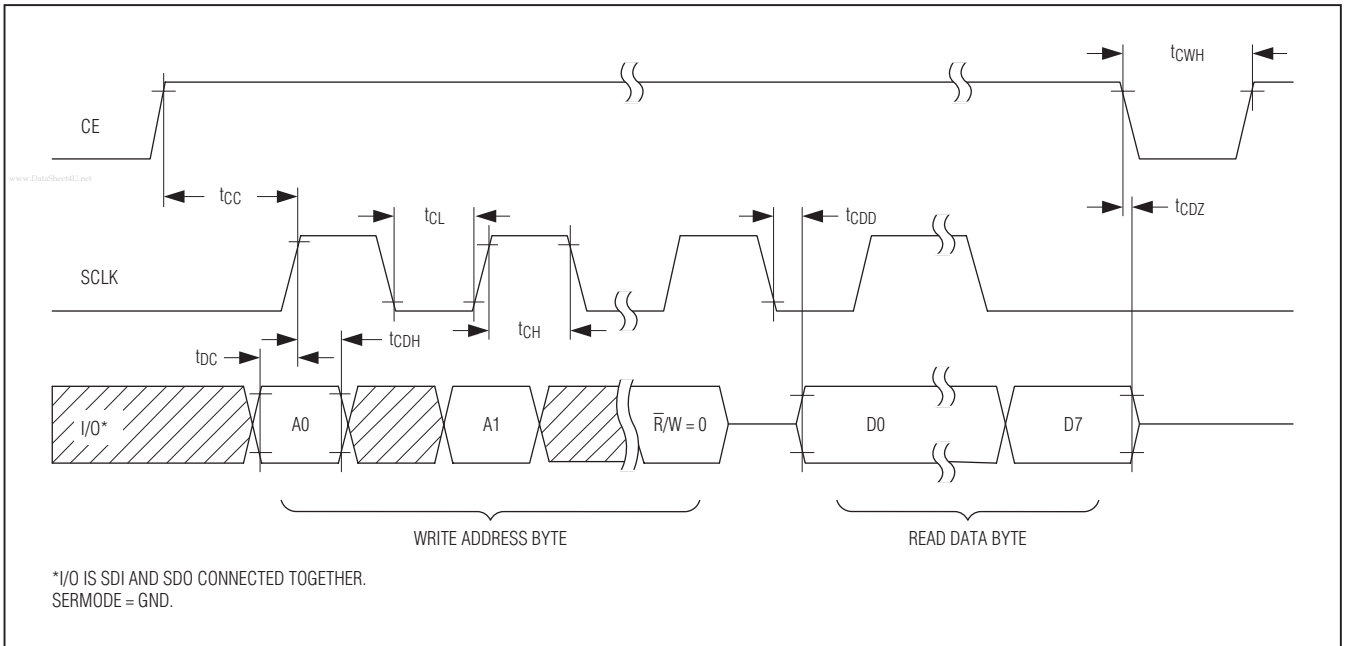 tCWH
CE
www.DataSheet4U.net
tCC
tCL
tCDD
tCDZ
SCLK
tCH
tCDH
tDC
I/O*
A0
A1
R̅/W = 0
D0
D7
WRITE ADDRESS BYTE
READ DATA BYTE
*I/O IS SDI AND SDO CONNECTED TOGETHER.
SERMODE = GND.